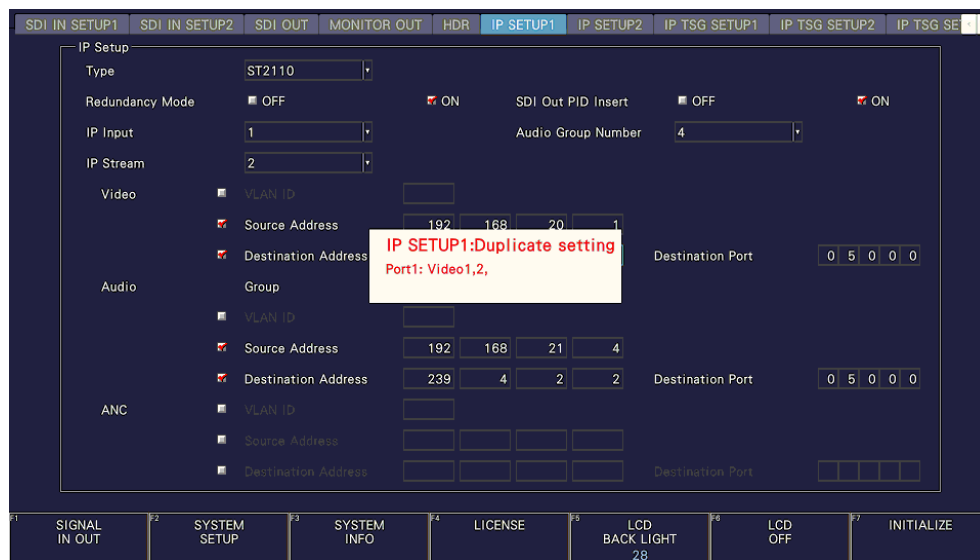 SDI IN SETUP1 SDI IN SETUP2 SDI OUT MONITOR OUT HDR IP SETUP1 IP SETUP2 IP TSG SETUP1 IP TSG SETUP2 IP TSG SE
IP Setup
Type ST2110
Redundancy Mode OFF ON SDI Out PID Insert OFF ON
IP Input 1 Audio Group Number 4
IP Stream 2
Video VLAN ID
Source Address 192 168 20 1
Destination Address Destination Port 0 5 0 0 0
IP SETUP1:Duplicate setting
Port1: Video1,2,
Audio Group
VLAN ID
Source Address 192 168 21 4
Destination Address 239 4 2 2 Destination Port 0 5 0 0 0
ANC VLAN ID
Source Address
Destination Address Destination Port
F1 SIGNAL IN OUT F2 SYSTEM SETUP F3 SYSTEM INFO F4 LICENSE F5 LCD BACK LIGHT 28 F6 LCD OFF F7 INITIALIZE